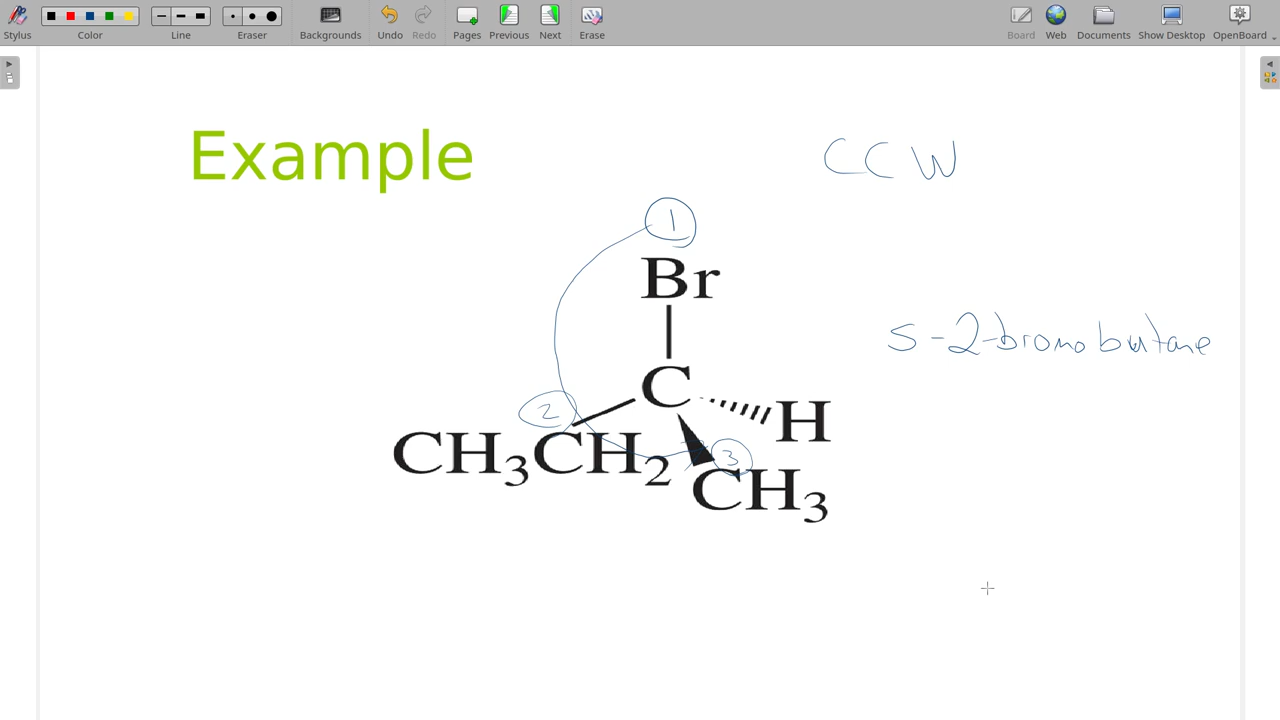 Stylus
Color
Line
Eraser
Backgrounds
Undo
Redo
Pages
Previous
Next
Erase
Board
Web
Documents
Show Desktop
OpenBoard
Example
CCW
1
Br
S-2-bromobutane
C
2
H
CH₃CH₂
3
CH₃